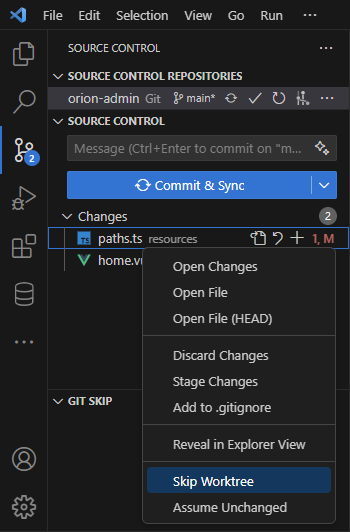 File Edit Selection View Go Run ...
SOURCE CONTROL ...
SOURCE CONTROL REPOSITORIES
orion-admin Git main* ...
SOURCE CONTROL
Message (Ctrl+Enter to commit on "m...
Commit & Sync
2
Changes 2
TS paths.ts resources 1, M
home.vu
Open Changes
Open File
Open File (HEAD)
Discard Changes
Stage Changes
Add to .gitignore
GIT SKIP
Reveal in Explorer View
Skip Worktree
Assume Unchanged